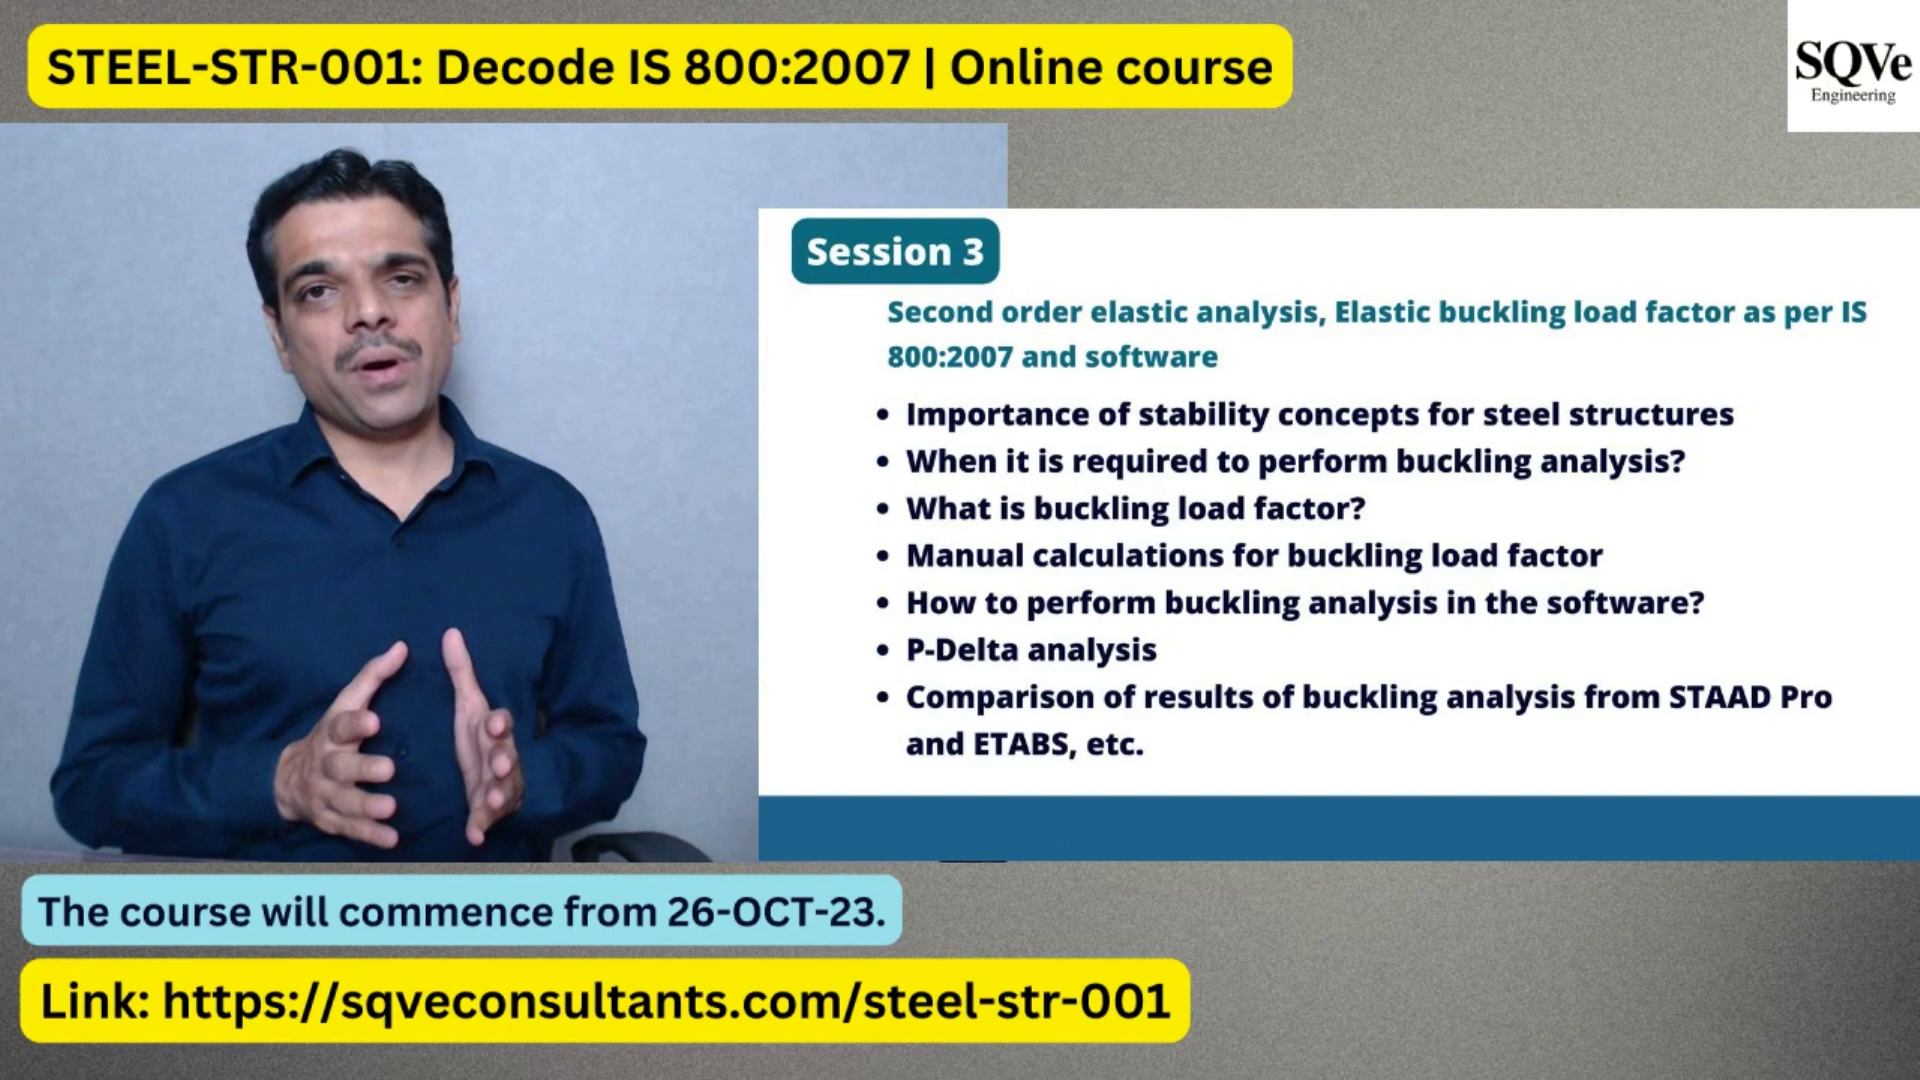 STEEL-STR-001: Decode IS 800:2007 | Online course
SQVe
Engineering
Session 3
Second order elastic analysis, Elastic buckling load factor as per IS
800:2007 and software
• Importance of stability concepts for steel structures
• When it is required to perform buckling analysis?
• What is buckling load factor?
• Manual calculations for buckling load factor
• How to perform buckling analysis in the software?
• P-Delta analysis
• Comparison of results of buckling analysis from STAAD Pro
and ETABS, etc.
The course will commence from 26-OCT-23.
Link: https://sqveconsultants.com/steel-str-001